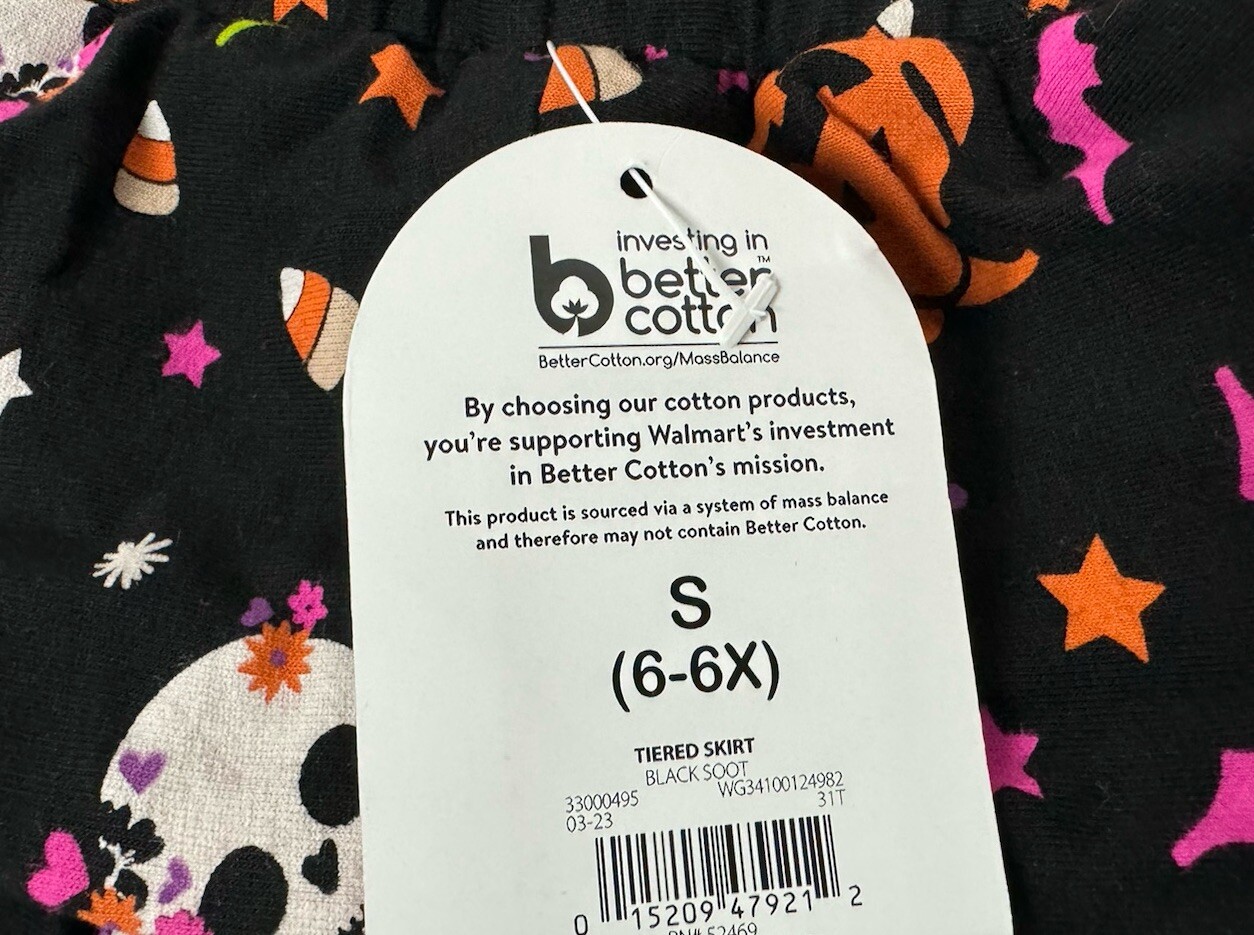 investing in
better™
cotton
BetterCotton.org/MassBalance
By choosing our cotton products,
you're supporting Walmart's investment
in Better Cotton's mission.
This product is sourced via a system of mass balance
and therefore may not contain Better Cotton.
S
(6-6X)
TIERED SKIRT
BLACK SOOT
33000495 WG34100124982
03-23 31T
0 15209 47921 2